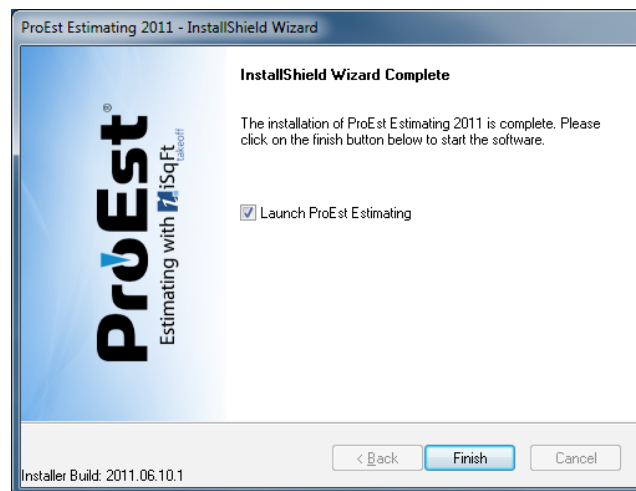 ProEst Estimating 2011 - InstallShield Wizard
InstallShield Wizard Complete
The installation of ProEst Estimating 2011 is complete. Please
click on the finish button below to start the software.
Launch ProEst Estimating
ProEst®
Estimating with iSqFt
takeoff
< Back
Finish
Cancel
Installer Build: 2011.06.10.1